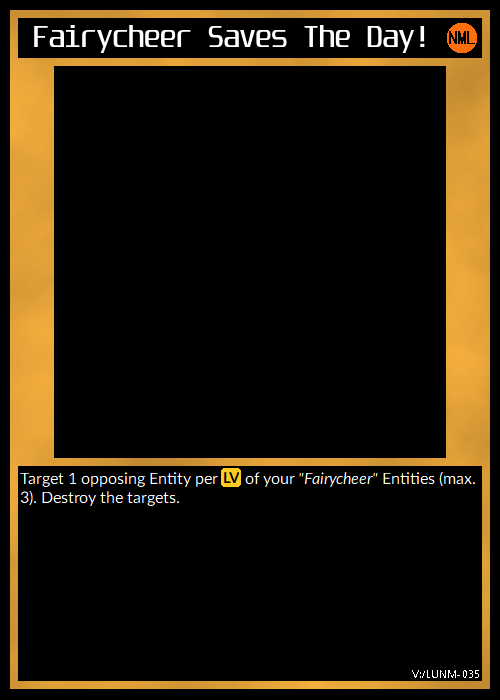 Fairycheer Saves The Day!
NML
Target 1 opposing Entity per LV of your "Fairycheer" Entities (max.
3). Destroy the targets.
V:/LUNM-035